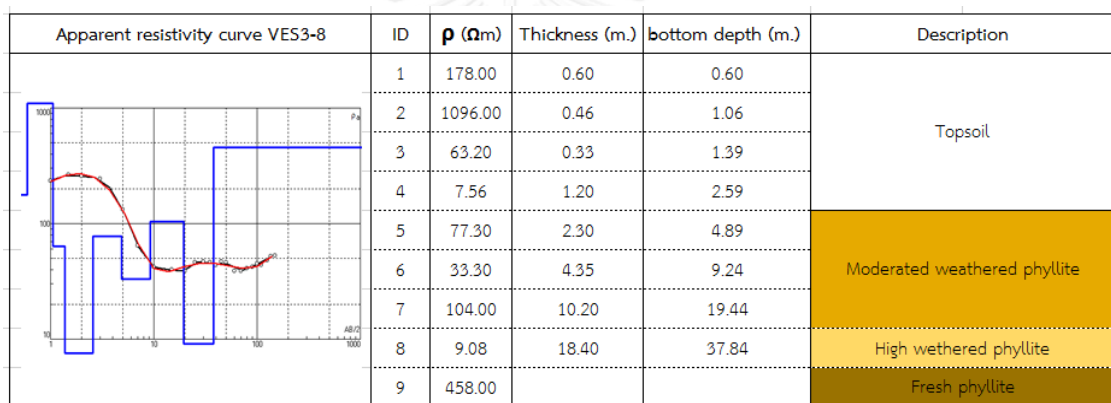 Apparent resistivity curve VES3-8 ID ρ (Ωm) Thickness (m.) bottom depth (m.) Description
1 178.00 0.60 0.60
2 1096.00 0.46 1.06
3 63.20 0.33 1.39
4 7.56 1.20 2.59
Topsoil
5 77.30 2.30 4.89
6 33.30 4.35 9.24
7 104.00 10.20 19.44
Moderated weathered phyllite
8 9.08 18.40 37.84 High wethered phyllite
9 458.00 Fresh phyllite
1000
Pa
100
10
AB/2
1 10 100 1000